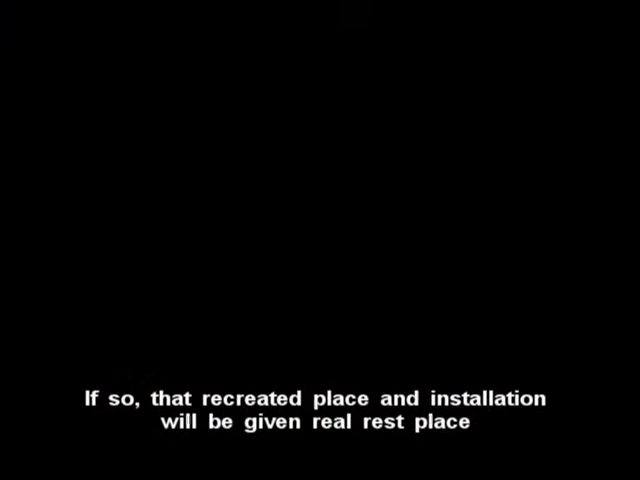 If so, that recreated place and installation
will be given real rest place